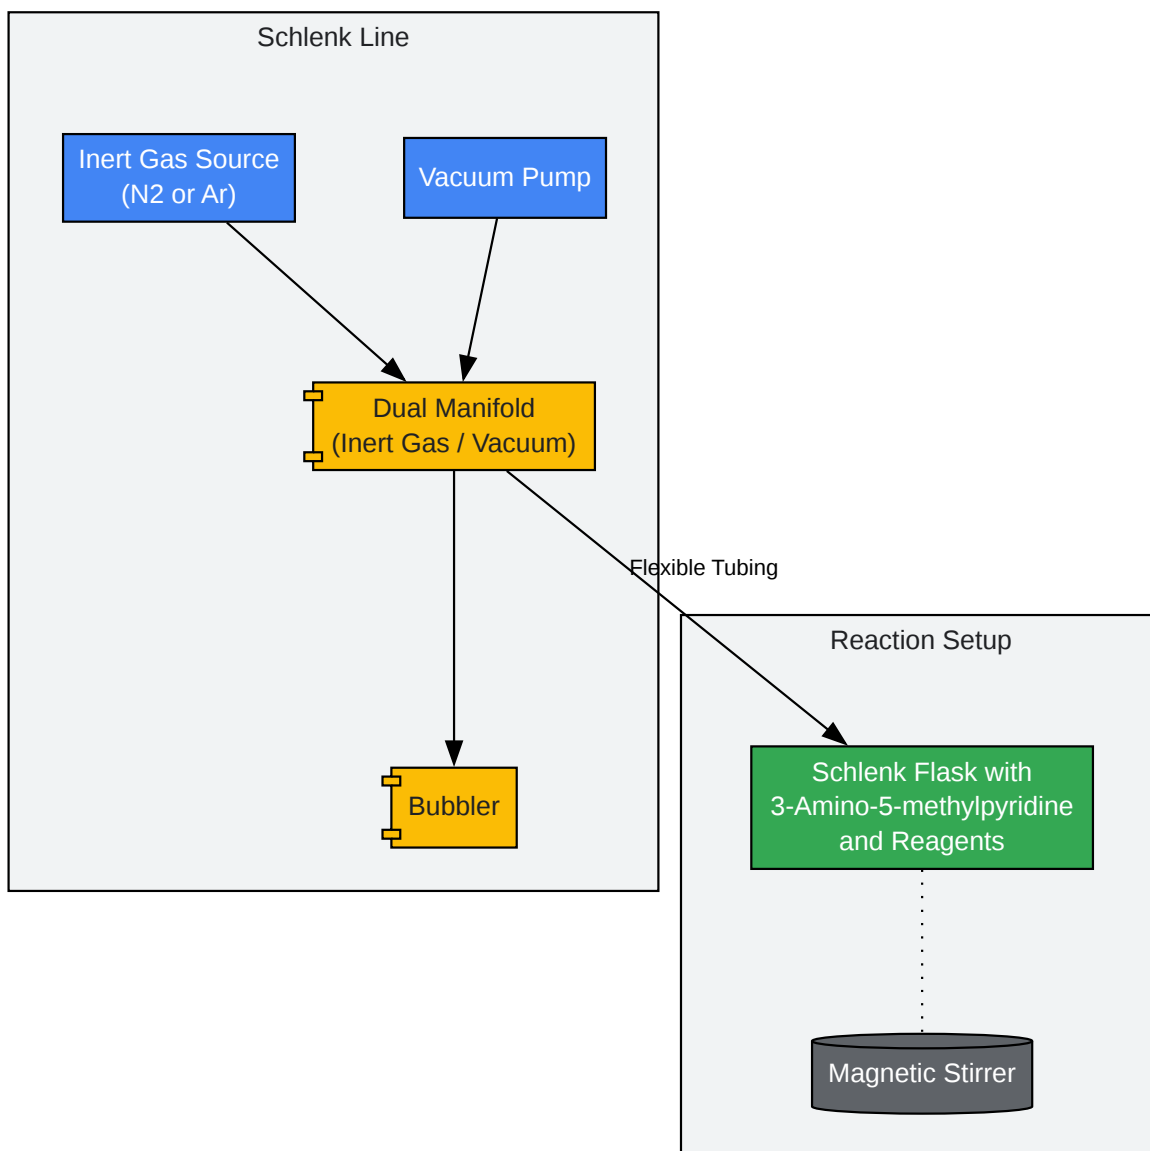 Schlenk Line
Inert Gas Source
(N2 or Ar)
Vacuum Pump
Dual Manifold
(Inert Gas / Vacuum)
Flexible Tubing
Bubbler
Reaction Setup
Schlenk Flask with
3-Amino-5-methylpyridine
and Reagents
Magnetic Stirrer